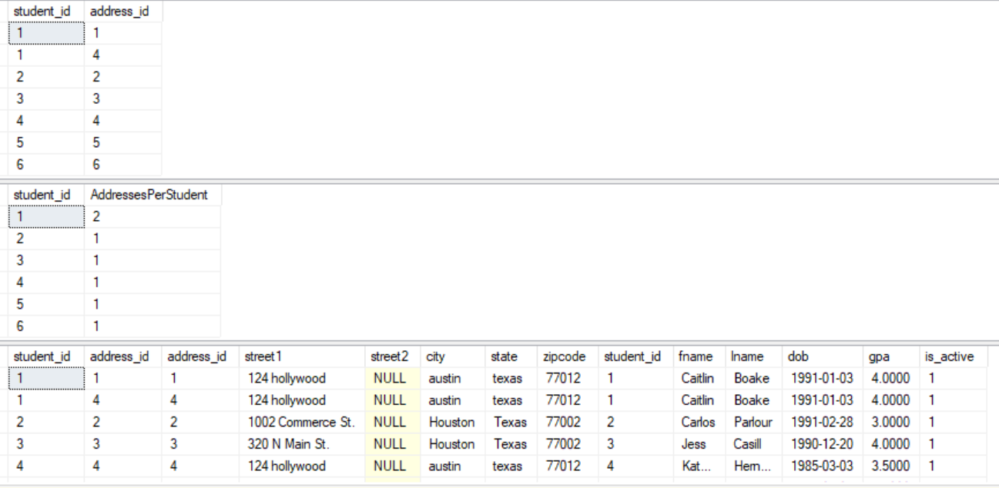 student_id address_id
1 1
1 4
2 2
3 3
4 4
5 5
6 6
student_id AddressesPerStudent
1 2
2 1
3 1
4 1
5 1
6 1
student_id address_id address_id street1 street2 city state zipcode student_id fname lname dob gpa is_active
1 1 1 124 hollywood NULL austin texas 77012 1 Caitlin Boake 1991-01-03 4.0000 1
1 4 4 124 hollywood NULL austin texas 77012 1 Caitlin Boake 1991-01-03 4.0000 1
2 2 2 1002 Commerce St. NULL Houston Texas 77002 2 Carlos Parlour 1991-02-28 3.0000 1
3 3 3 320 N Main St. NULL Houston Texas 77002 3 Jess Casill 1990-12-20 4.0000 1
4 4 4 124 hollywood NULL austin texas 77012 4 Kat... Hern... 1985-03-03 3.5000 1